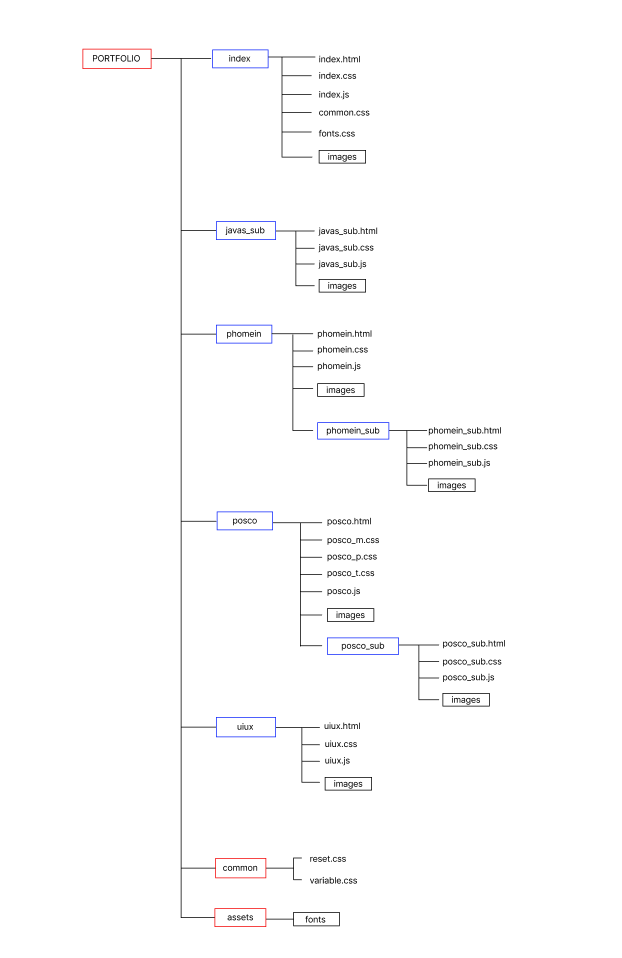 PORTFOLIO
index
index.html
index.css
index.js
common.css
fonts.css
images
javas_sub
javas_sub.html
javas_sub.css
javas_sub.js
images
phomein
phomein.html
phomein.css
phomein.js
images
phomein_sub
phomein_sub.html
phomein_sub.css
phomein_sub.js
images
posco
posco.html
posco_m.css
posco_p.css
posco_t.css
posco.js
images
posco_sub
posco_sub.html
posco_sub.css
posco_sub.js
images
uiux
uiux.html
uiux.css
uiux.js
images
common
reset.css
variable.css
assets
fonts